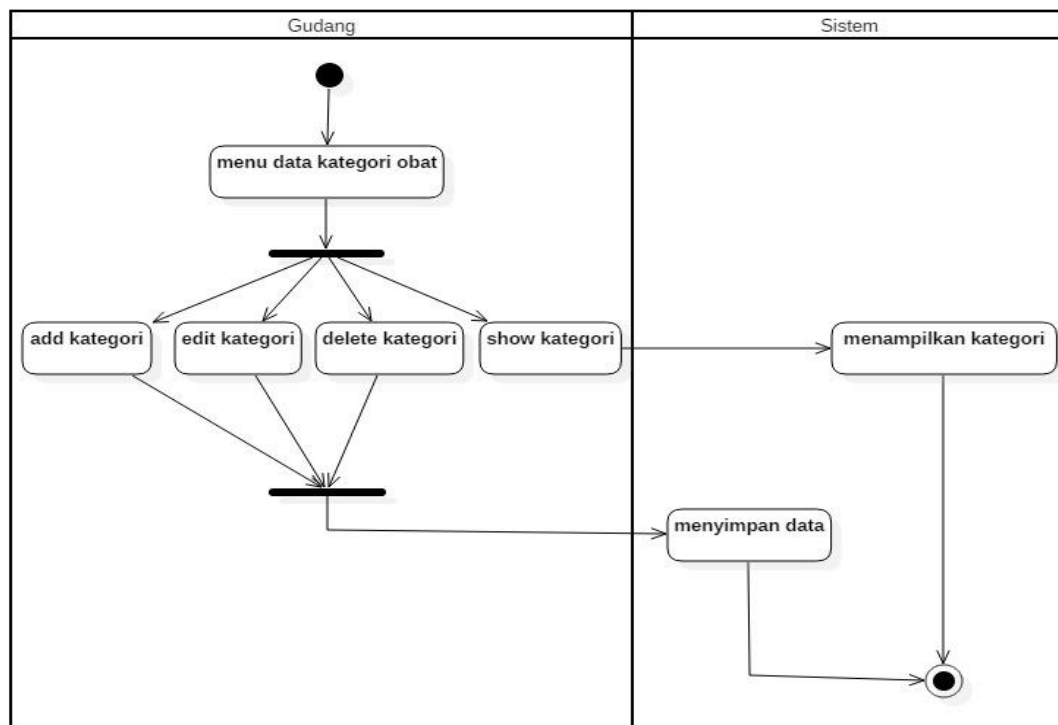 Gudang
Sistem
menu data kategori obat
add kategori
edit kategori
delete kategori
show kategori
menampilkan kategori
menyimpan data